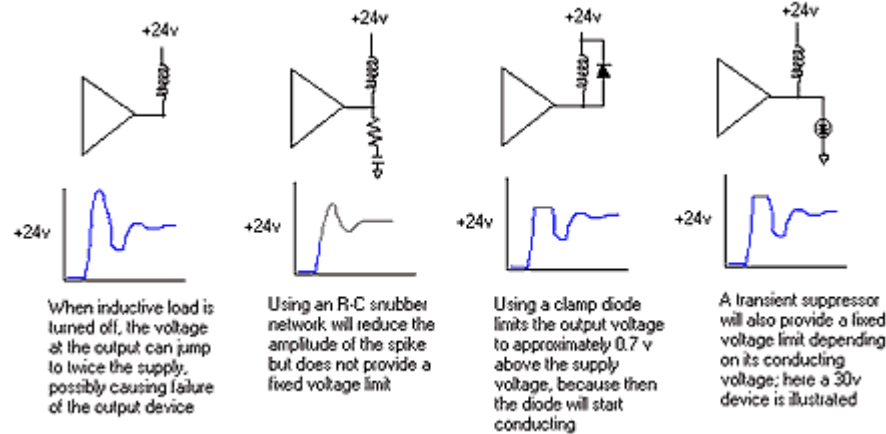 +24v
+24v
+24v
+24v
+24v
+24v
+24v
+24v
When inductive load is
turned off, the voltage
at the output can jump
to twice the supply,
possibly causing failure
of the output device
Using an R-C snubber
network will reduce the
amplitude of the spike
but does not provide a
fixed voltage limit
Using a clamp diode
limits the output voltage
to approximately 0.7 v
above the supply
voltage, because then
the diode will start
conducting
A transient suppressor
will also provide a fixed
voltage limit depending
on its conducting
voltage; here a 30v
device is illustrated